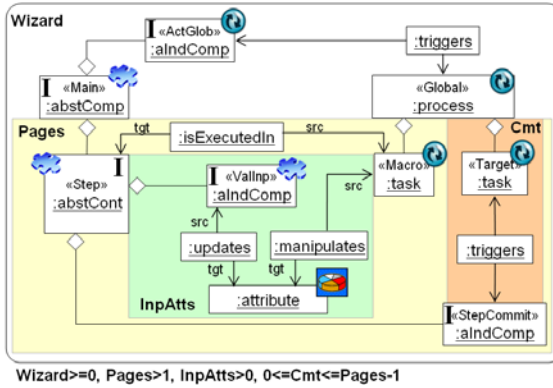 Wizard
I «ActGlob»
:aIndComp
:triggers
I «Main»
:abstComp
«Global»
:process
Pages
Cmt
tgt :isExecutedIn src
«Step» I
:abstCont
I «ValInp»
:aIndComp
«Macro»
:task
«Target»
:task
src
src
:updates
:manipulates
:triggers
tgt
tgt
:attribute
InpAtts
I «StepCommit»
:aIndComp
Wizard>=0, Pages>1, InpAtts>0, 0<=Cmt<=Pages-1